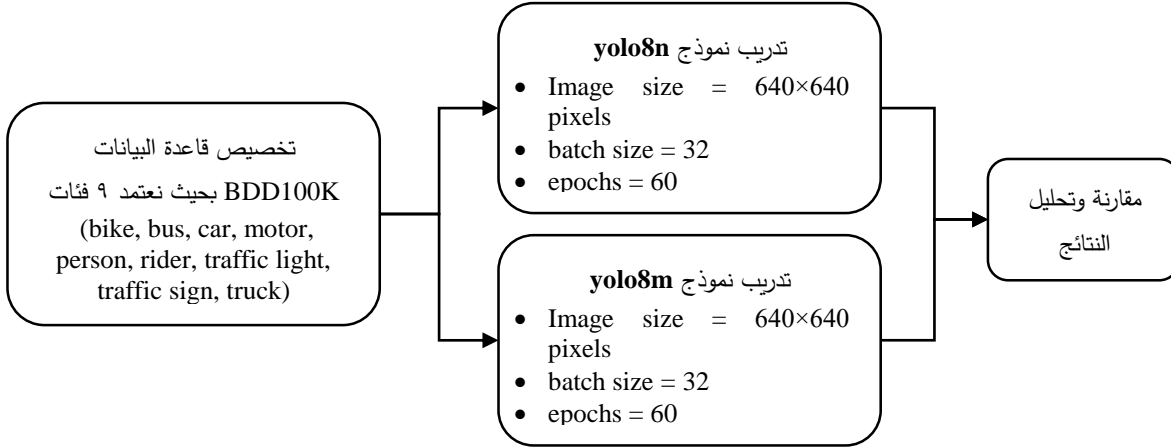 تخصيص قاعدة البيانات
BDD100K بحيث نعتمد ٩ فئات
(bike, bus, car, motor,
person, rider, traffic light,
traffic sign, truck)
تدريب نموذج yolo8n
• Image size = 640×640
pixels
• batch size = 32
• epochs = 60
تدريب نموذج yolo8m
• Image size = 640×640
pixels
• batch size = 32
• epochs = 60
مقارنة وتحليل
النتائج